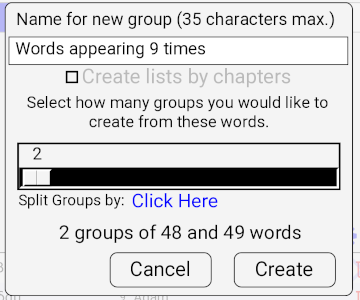 Name for new group (35 characters max.)
Words appearing 9 times
Create lists by chapters
Select how many groups you would like to
create from these words.
2
Split Groups by: Click Here
2 groups of 48 and 49 words
Cancel Create